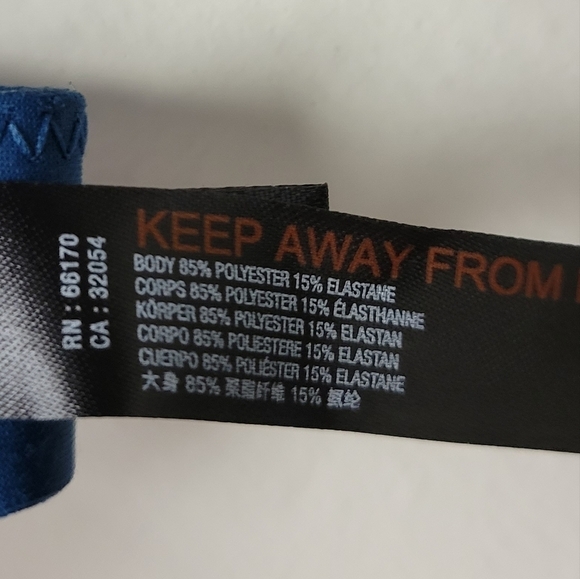 RN : 66170
CA : 32054
KEEP AWAY FROM
BODY 85% POLYESTER 15% ELASTANE
CORPS 85% POLYESTER 15% ÉLASTHANNE
KÖRPER 85% POLYESTER 15% ELASTAN
CORPO 85% POLIESTERE 15% ELASTAN
CUERPO 85% POLIÉSTER 15% ELASTANE
大身 85% 聚脂纤维 15% 氨纶